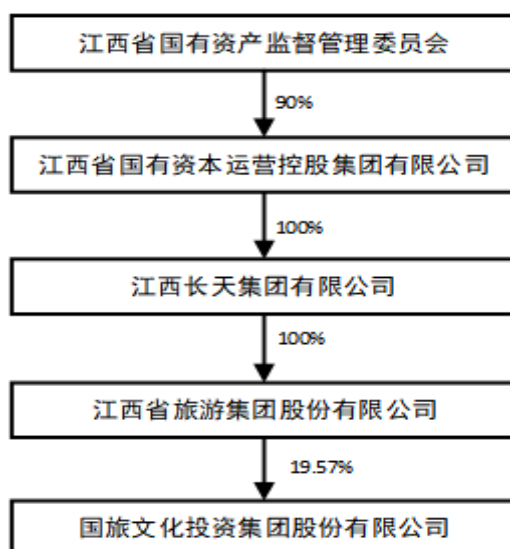 江西省国有资产监督管理委员会
90%
江西省国有资本运营控股集团有限公司
100%
江西长天集团有限公司
100%
江西省旅游集团股份有限公司
19.57%
国旅文化投资集团股份有限公司